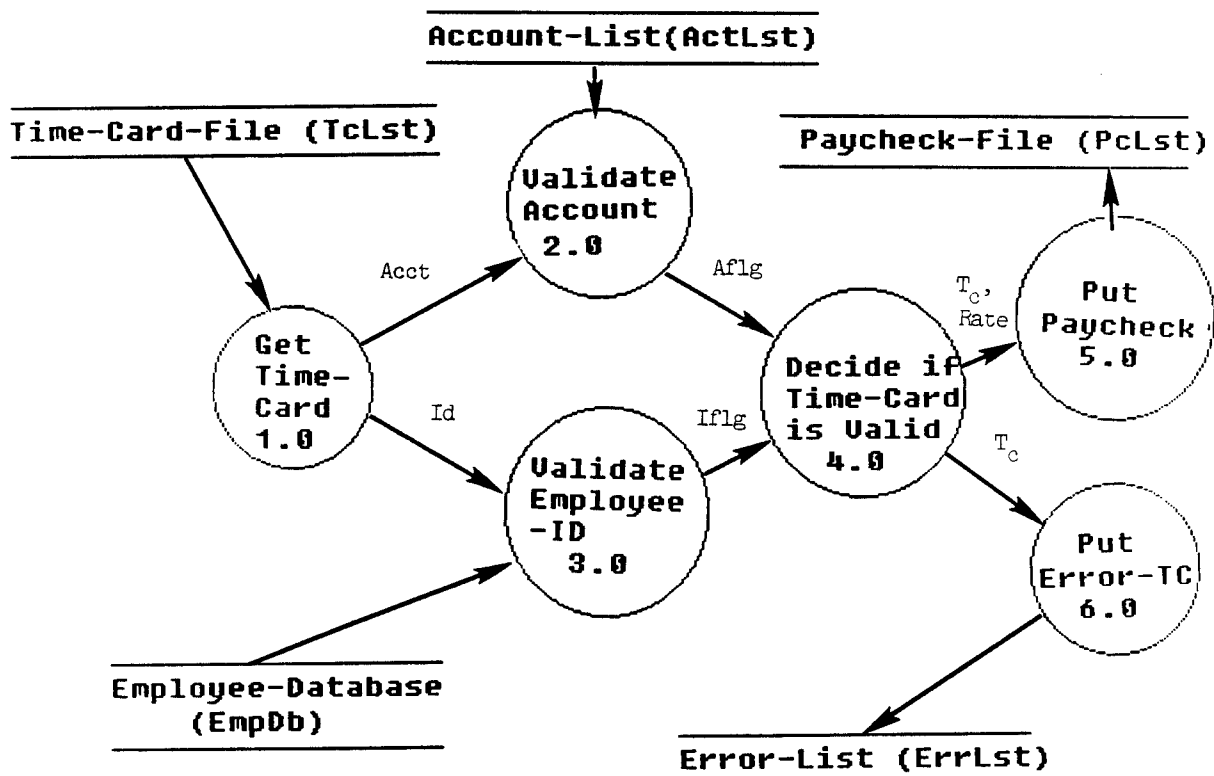 Account-List(ActLst)
Time-Card-File (TcLst)
Paycheck-File (PcLst)
Validate
Account
2.0
Acct
Aflg
Tc,
Rate
Put
Paycheck
5.0
Get
Time-
Card
1.0
Decide if
Time-Card
is Valid
4.0
Id
Iflg
Tc
Validate
Employee
-ID
3.0
Put
Error-TC
6.0
Employee-Database
(EmpDb)
Error-List (ErrLst)